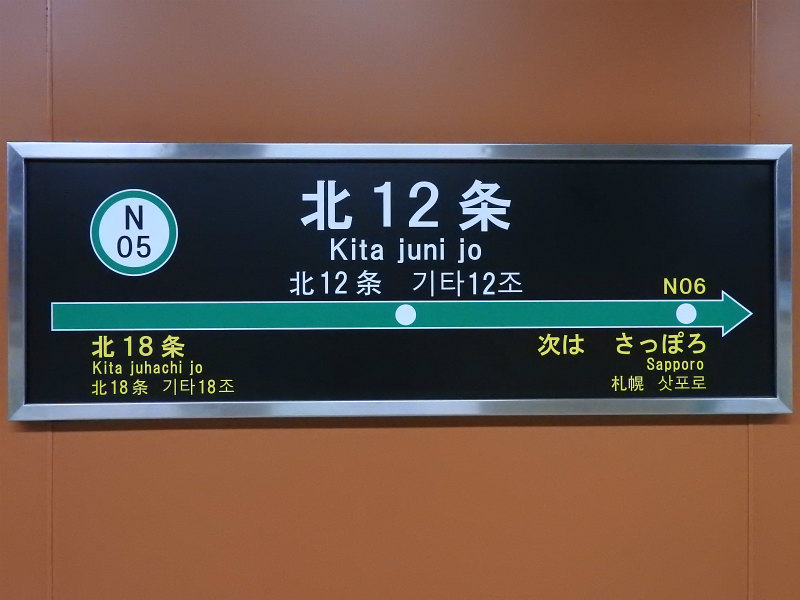 N
05
北12条
Kita juni jo
北12条 기타12조
N06
北18条
Kita juhachi jo
北18条 기타18조
次は さっぽろ
Sapporo
札幌 삿포로